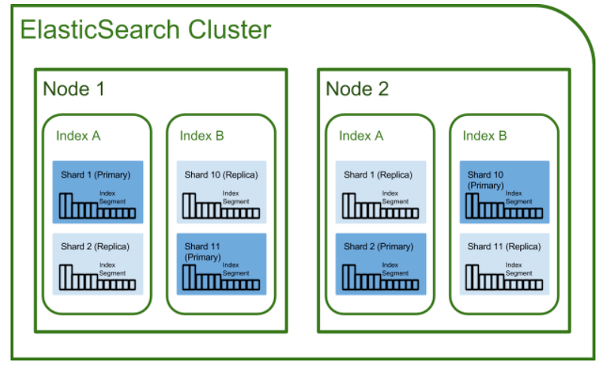 ElasticSearch Cluster
Node 1
Index A
Shard 1 (Primary)
Index
Segment
Shard 2 (Replica)
Index
Segment
Index B
Shard 10 (Replica)
Index
Segment
Shard 11
(Primary)
Index
Segment
Node 2
Index A
Shard 1 (Replica)
Index
Segment
Shard 2 (Primary)
Index
Segment
Index B
Shard 10
(Primary)
Index
Segment
Shard 11 (Replica)
Index
Segment